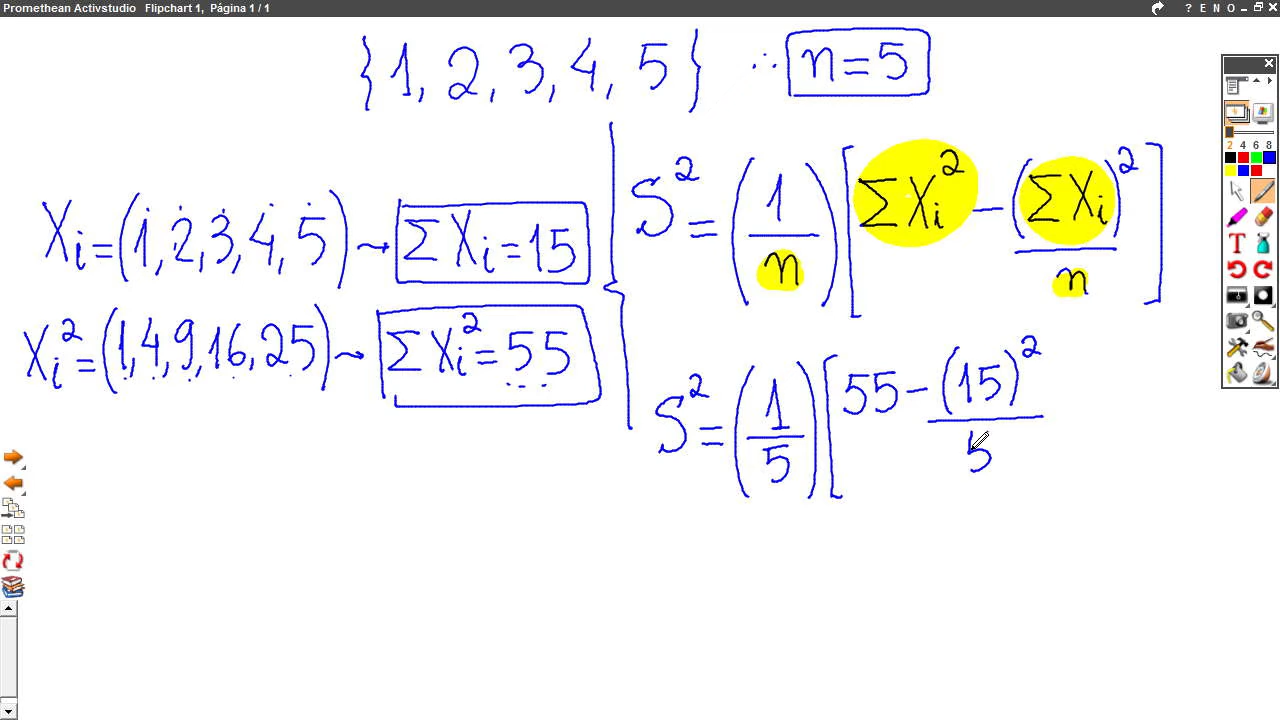 Promethean Activstudio Flipchart 1, Página 1 / 1
? E N O
{1, 2, 3, 4, 5} ∴ n=5
Xi=(1,2,3,4,5) → ΣXi=15
Xi²=(1,4,9,16,25) → ΣXi²=55
S²=(1/n)[ΣXi²-(ΣXi)²/n]
S²=(1/5)[55-(15)²/5
2 4 6 8
T